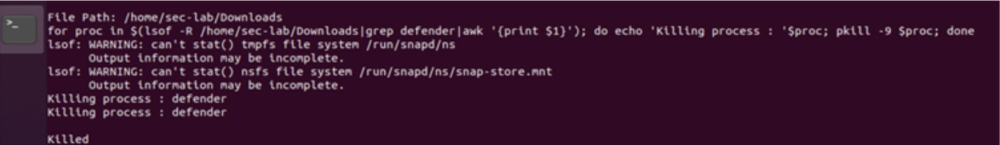 >_
File Path: /home/sec-lab/Downloads
for proc in $(lsof -R /home/sec-lab/Downloads|grep defender|awk '{print $1}'); do echo 'Killing process : '$proc; pkill -9 $proc; done
lsof: WARNING: can't stat() tmpfs file system /run/snapd/ns
Output information may be incomplete.
lsof: WARNING: can't stat() nsfs file system /run/snapd/ns/snap-store.mnt
Output information may be incomplete.
Killing process : defender
Killing process : defender
Killed